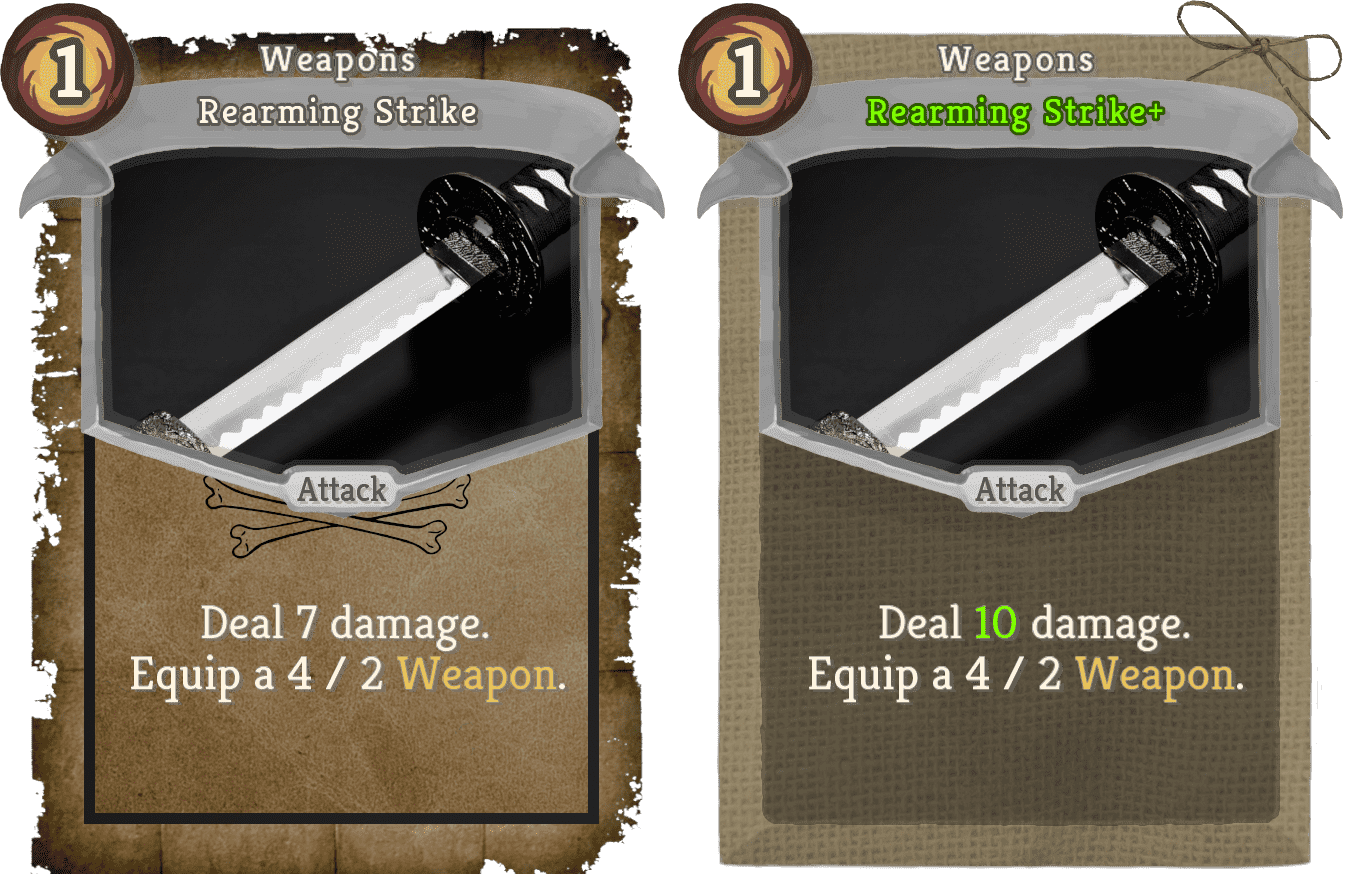 1
Weapons
Rearming Strike
Attack
Deal 7 damage.
Equip a 4 / 2 Weapon.
1
Weapons
Rearming Strike+
Attack
Deal 10 damage.
Equip a 4 / 2 Weapon.